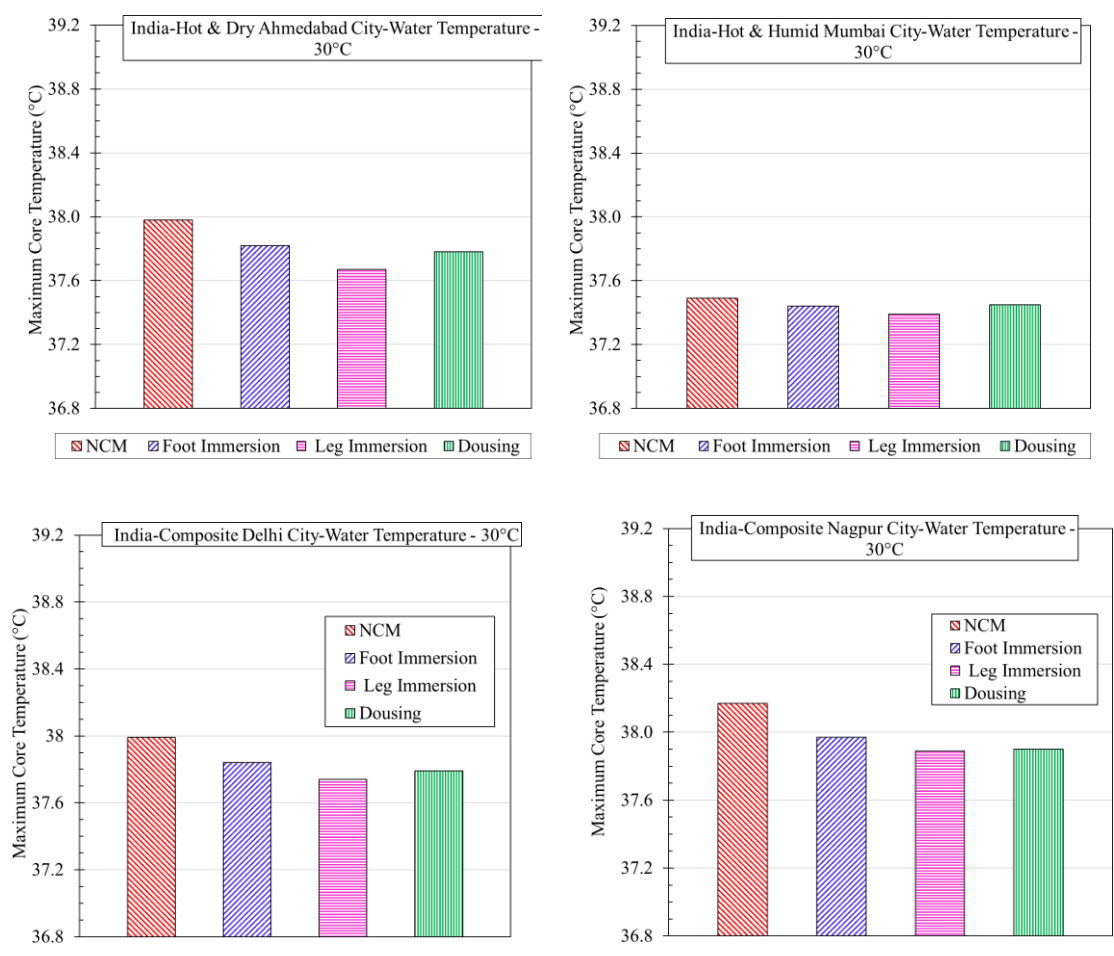 India-Hot & Dry Ahmedabad City-Water Temperature -
30°C
Maximum Core Temperature (°C)
39.2
38.8
38.4
38.0
37.6
37.2
36.8
NCM Foot Immersion Leg Immersion Dousing
India-Hot & Humid Mumbai City-Water Temperature -
30°C
Maximum Core Temperature (°C)
39.2
38.8
38.4
38.0
37.6
37.2
36.8
NCM Foot Immersion Leg Immersion Dousing
India-Composite Delhi City-Water Temperature - 30°C
Maximum Core Temperature (°C)
39.2
38.8
38.4
38
37.6
37.2
36.8
NCM
Foot Immersion
Leg Immersion
Dousing
India-Composite Nagpur City-Water Temperature -
30°C
Maximum Core Temperature (°C)
39.2
38.8
38.4
38.0
37.6
37.2
36.8
NCM
Foot Immersion
Leg Immersion
Dousing